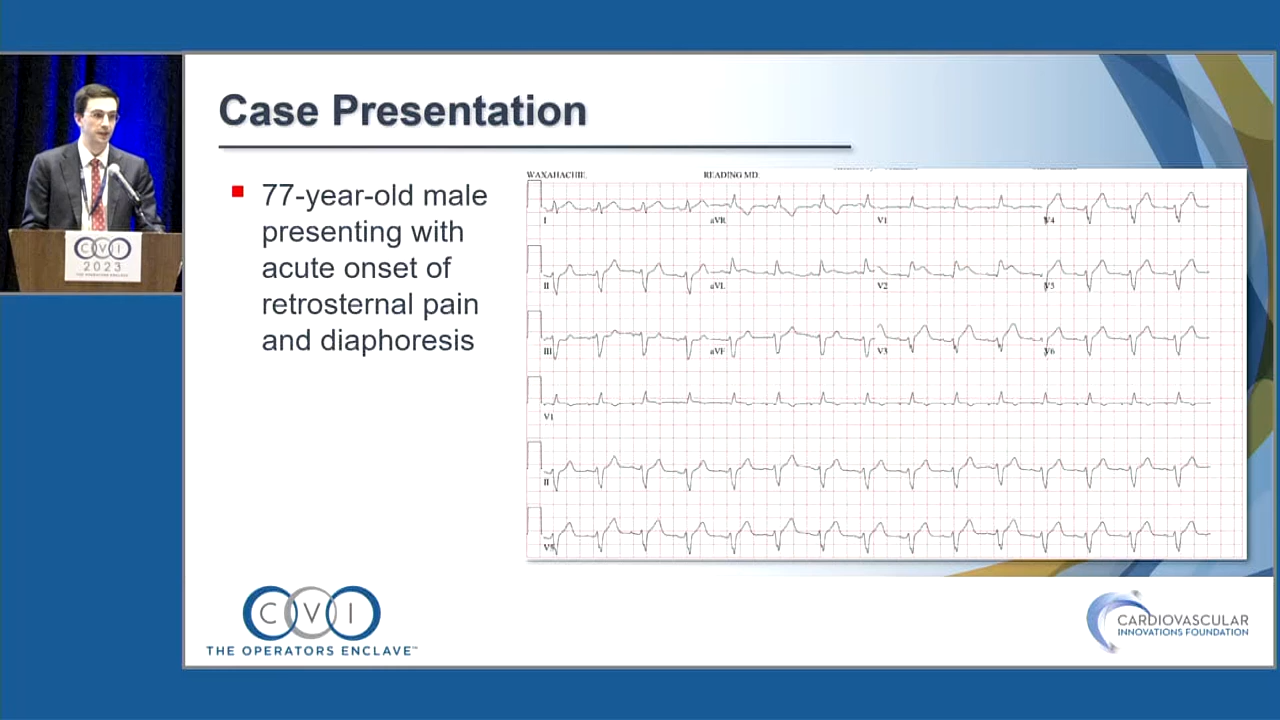 Case Presentation
77-year-old male
presenting with
acute onset of
retrosternal pain
and diaphoresis
WAXAHACHIE
READING MD.
I aVR V1 V4
II aVL V2 V5
III aVF V3 V6
V1
II
V5
CVI
2023
THE OPERATORS ENCLAVE
CVI
THE OPERATORS ENCLAVE™
CARDIOVASCULAR
INNOVATIONS FOUNDATION